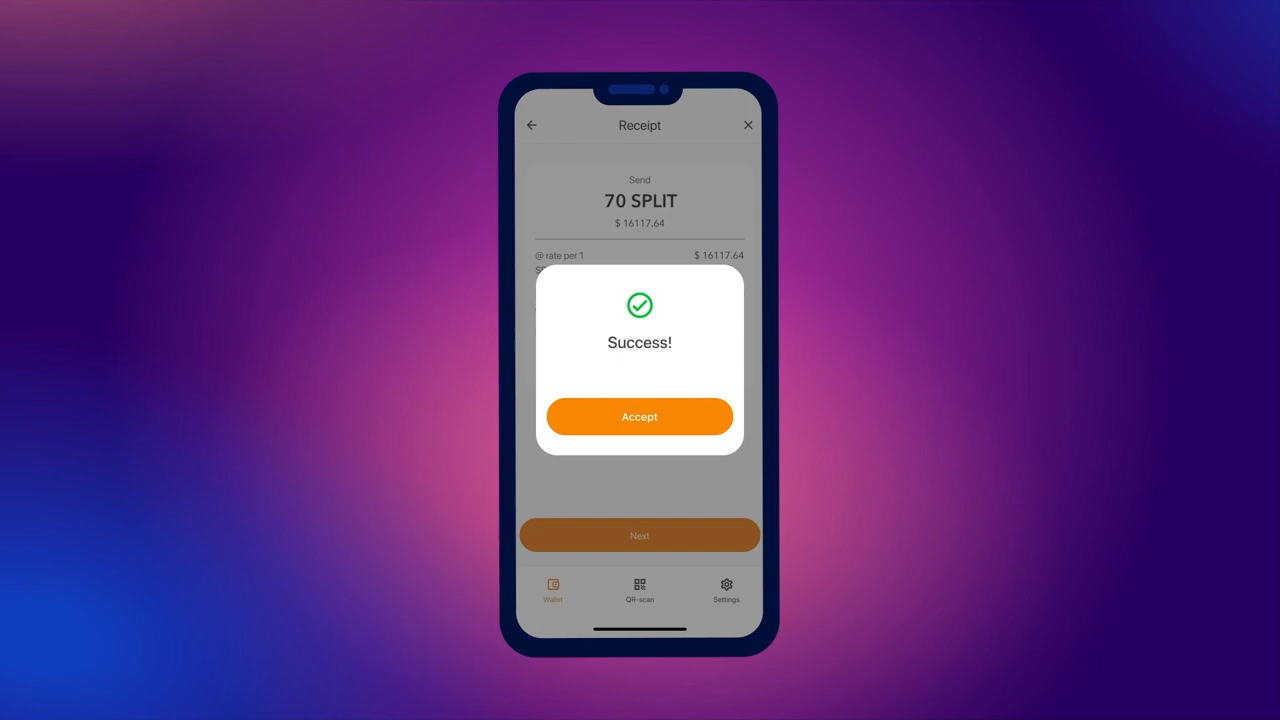 Receipt
Send
70 SPLIT
$ 16117.64
@ rate per 1 $ 16117.64
Success!
Accept
Next
Wallet QR-scan Settings